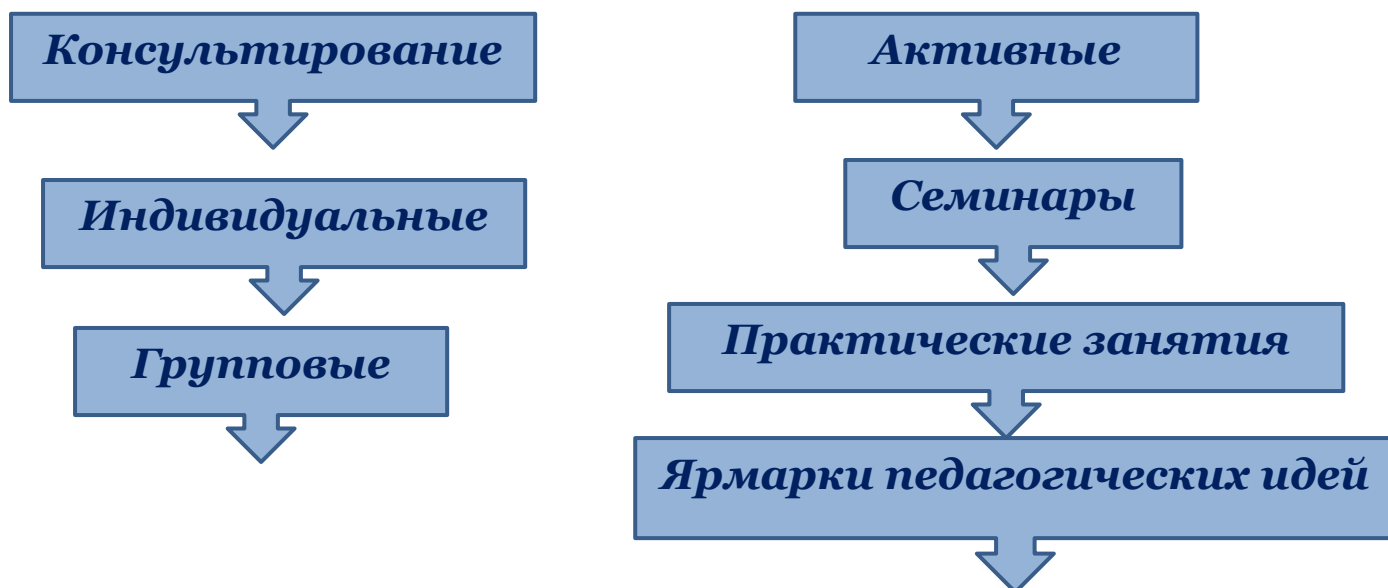 Консультирование
Индивидуальные
Групповые
Активные
Семинары
Практические занятия
Ярмарки педагогических идей